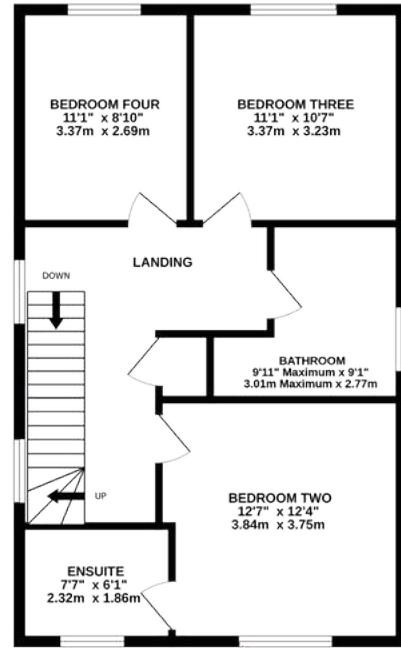 BEDROOM FOUR
11'1" x 8'10"
3.37m x 2.69m
BEDROOM THREE
11'1" x 10'7"
3.37m x 3.23m
LANDING
DOWN
BATHROOM
9'11" Maximum x 9'1"
3.01m Maximum x 2.77m
UP
BEDROOM TWO
12'7" x 12'4"
3.84m x 3.75m
ENSUITE
7'7" x 6'1"
2.32m x 1.86m